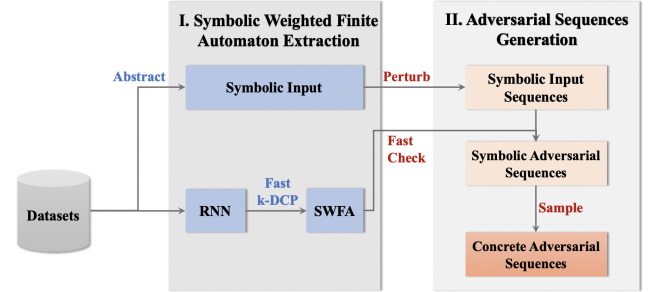 I. Symbolic Weighted Finite
Automaton Extraction
II. Adversarial Sequences
Generation
Abstract
Symbolic Input
Perturb
Symbolic Input
Sequences
Fast
Check
Symbolic Adversarial
Sequences
Datasets
RNN
Fast
k-DCP
SWFA
Sample
Concrete Adversarial
Sequences